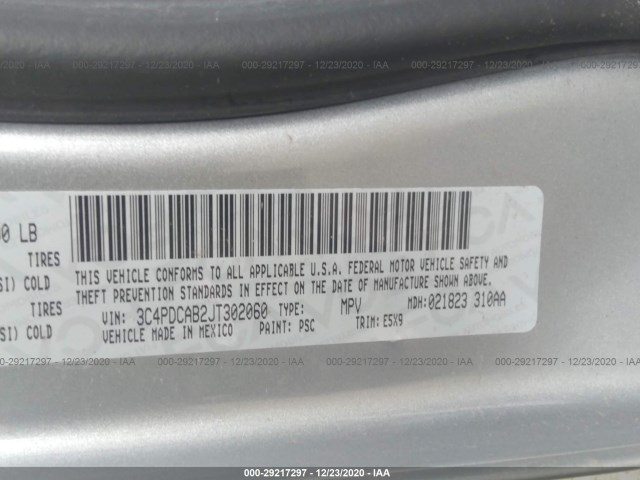 000-29217297 - 12/23/2020 - IAA
000-29217297 - 12/23/2020 - IAA
0 LB
TIRES
SI) COLD
TIRES
SI) COLD
THIS VEHICLE CONFORMS TO ALL APPLICABLE U.S.A. FEDERAL MOTOR VEHICLE SAFETY AND
THEFT PREVENTION STANDARDS IN EFFECT ON THE DATE OF MANUFACTURE SHOWN ABOVE.
VIN: 3C4PDCAB2JT302060 TYPE: MPV MDH: 021823 310AA
VEHICLE MADE IN MEXICO PAINT: PSC TRIM: ESX9
000-29217297 - 12/23/2020 - IAA
000-29217297 - 12/23/2020 - IAA